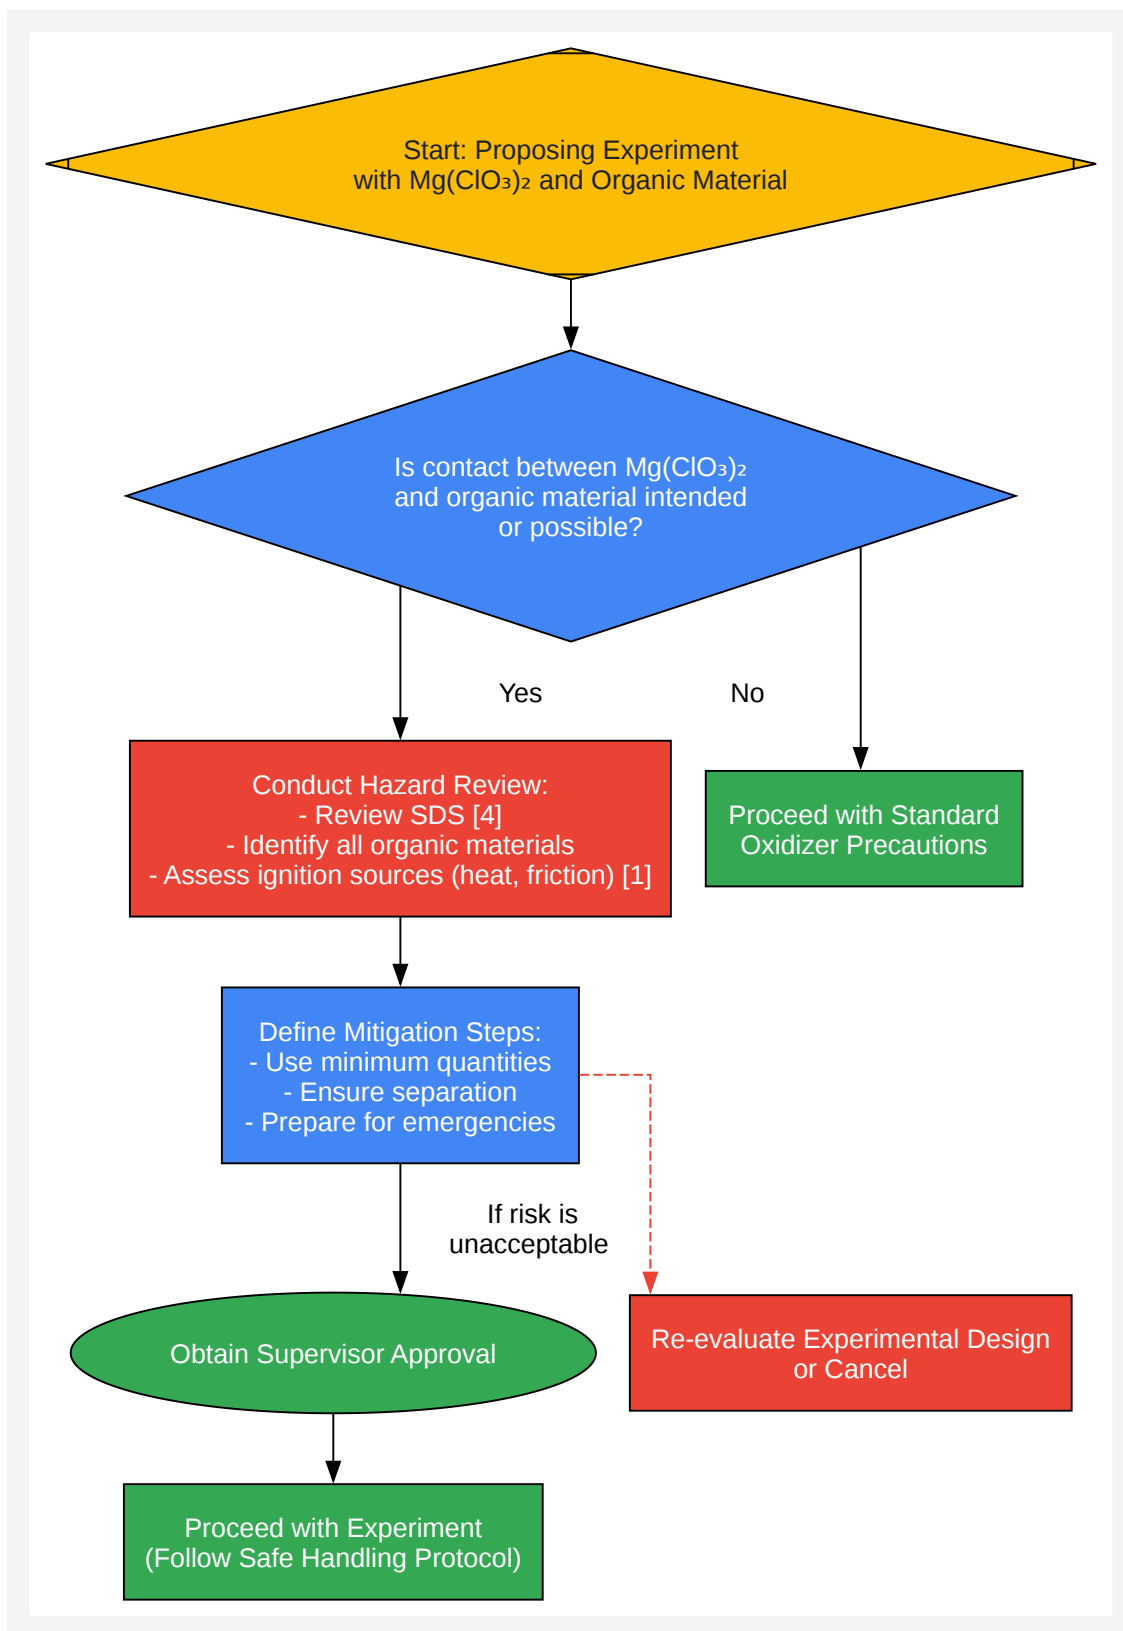 Start: Proposing Experiment
with Mg(ClO₃)₂ and Organic Material
Is contact between Mg(ClO₃)₂
and organic material intended
or possible?
Yes
No
Conduct Hazard Review:
- Review SDS [4]
- Identify all organic materials
- Assess ignition sources (heat, friction) [1]
Proceed with Standard
Oxidizer Precautions
Define Mitigation Steps:
- Use minimum quantities
- Ensure separation
- Prepare for emergencies
If risk is
unacceptable
Obtain Supervisor Approval
Re-evaluate Experimental Design
or Cancel
Proceed with Experiment
(Follow Safe Handling Protocol)